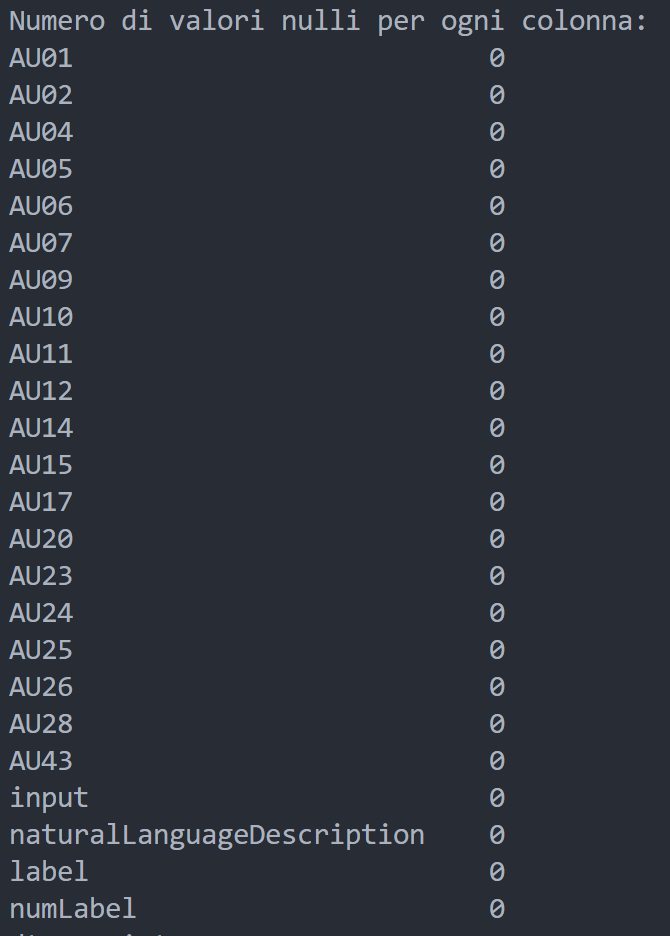 Numero di valori nulli per ogni colonna:
AU01 0
AU02 0
AU04 0
AU05 0
AU06 0
AU07 0
AU09 0
AU10 0
AU11 0
AU12 0
AU14 0
AU15 0
AU17 0
AU20 0
AU23 0
AU24 0
AU25 0
AU26 0
AU28 0
AU43 0
input 0
naturalLanguageDescription 0
label 0
numLabel 0